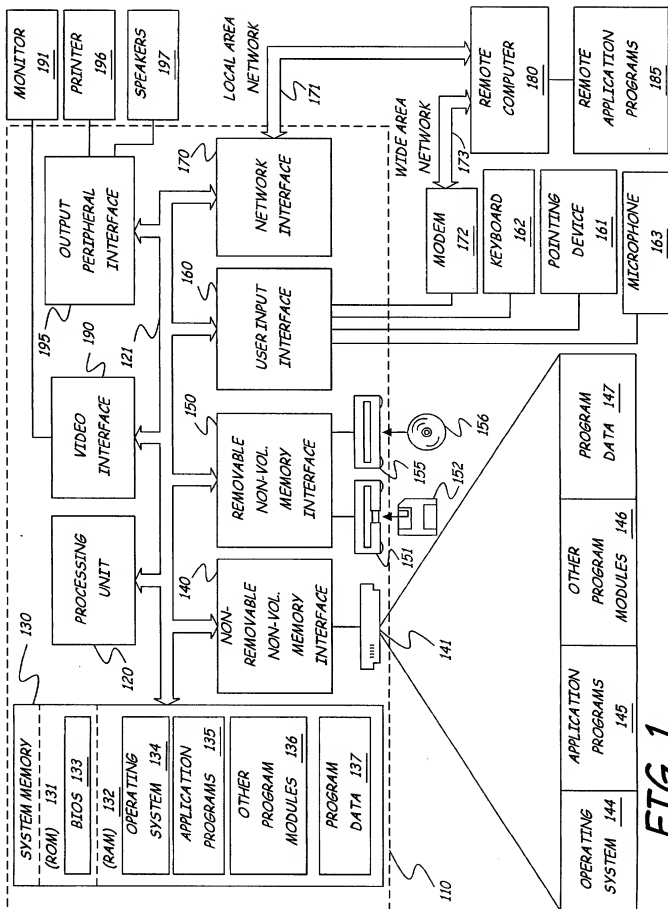 SYSTEM MEMORY
130
(ROM) 131
BIOS 133
(RAM) 132
OPERATING
SYSTEM 134
APPLICATION
PROGRAMS 135
OTHER
PROGRAM
MODULES 136
PROGRAM
DATA 137
110
PROCESSING
UNIT
120
VIDEO
INTERFACE
190
OUTPUT
PERIPHERAL
INTERFACE
195
121
MONITOR
191
PRINTER
196
SPEAKERS
197
NON-
REMOVABLE
NON-VOL.
MEMORY
INTERFACE
140
REMOVABLE
NON-VOL.
MEMORY
INTERFACE
150
USER INPUT
INTERFACE
160
NETWORK
INTERFACE
170
LOCAL AREA
NETWORK
171
141
151
152
155
156
WIDE AREA
NETWORK
173
MODEM
172
KEYBOARD
162
POINTING
DEVICE
161
MICROPHONE
163
REMOTE
COMPUTER
180
REMOTE
APPLICATION
PROGRAMS
185
OPERATING
SYSTEM 144
APPLICATION
PROGRAMS
145
OTHER
PROGRAM
MODULES 146
PROGRAM
DATA 147
FIG. 1